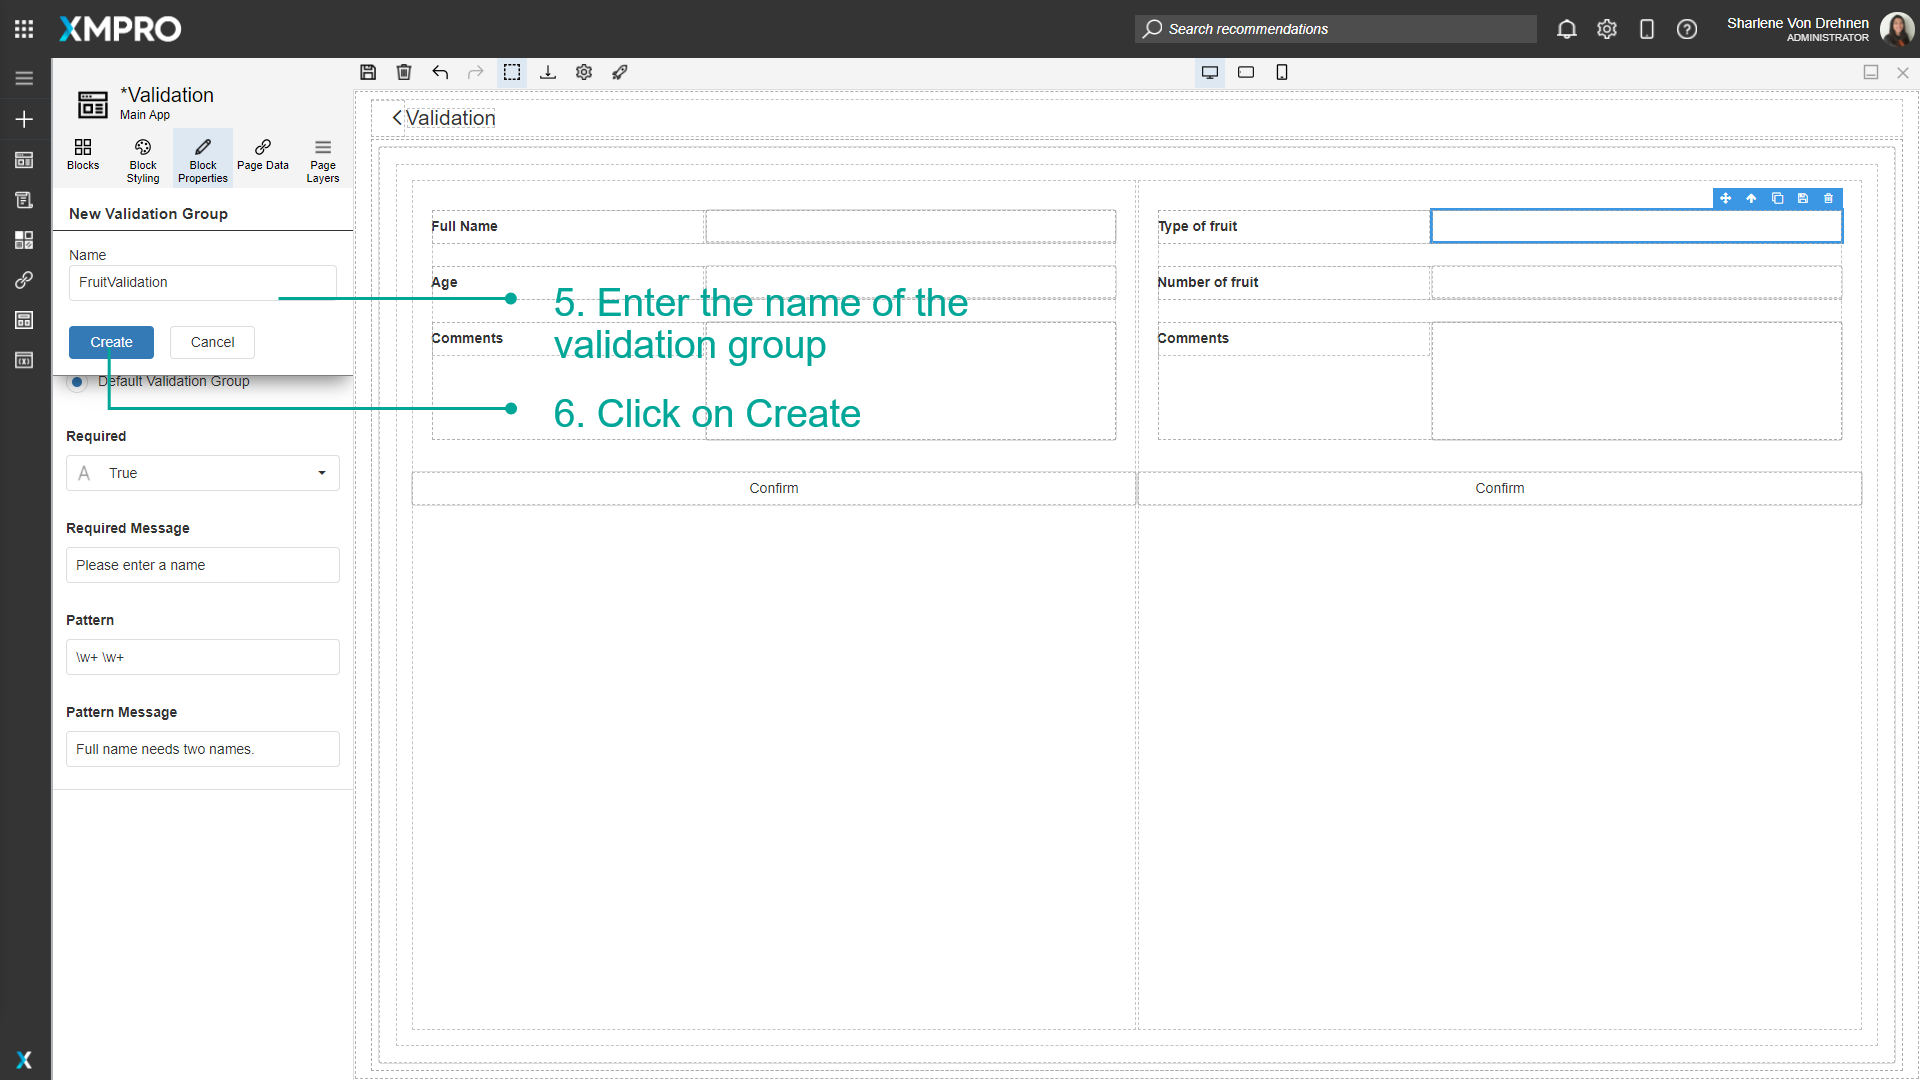 XMPRO
Search recommendations
Sharlene Von Drehnen
ADMINISTRATOR
*Validation
Main App
Blocks
Block Styling
Block Properties
Page Data
Page Layers
New Validation Group
Name
FruitValidation
Create
Cancel
Default Validation Group
Required
A
True
Required Message
Please enter a name
Pattern
\w+ \w+
Pattern Message
Full name needs two names.
Validation
Full Name
Age
Comments
Confirm
Type of fruit
Number of fruit
Comments
Confirm
5. Enter the name of the
validation group
6. Click on Create